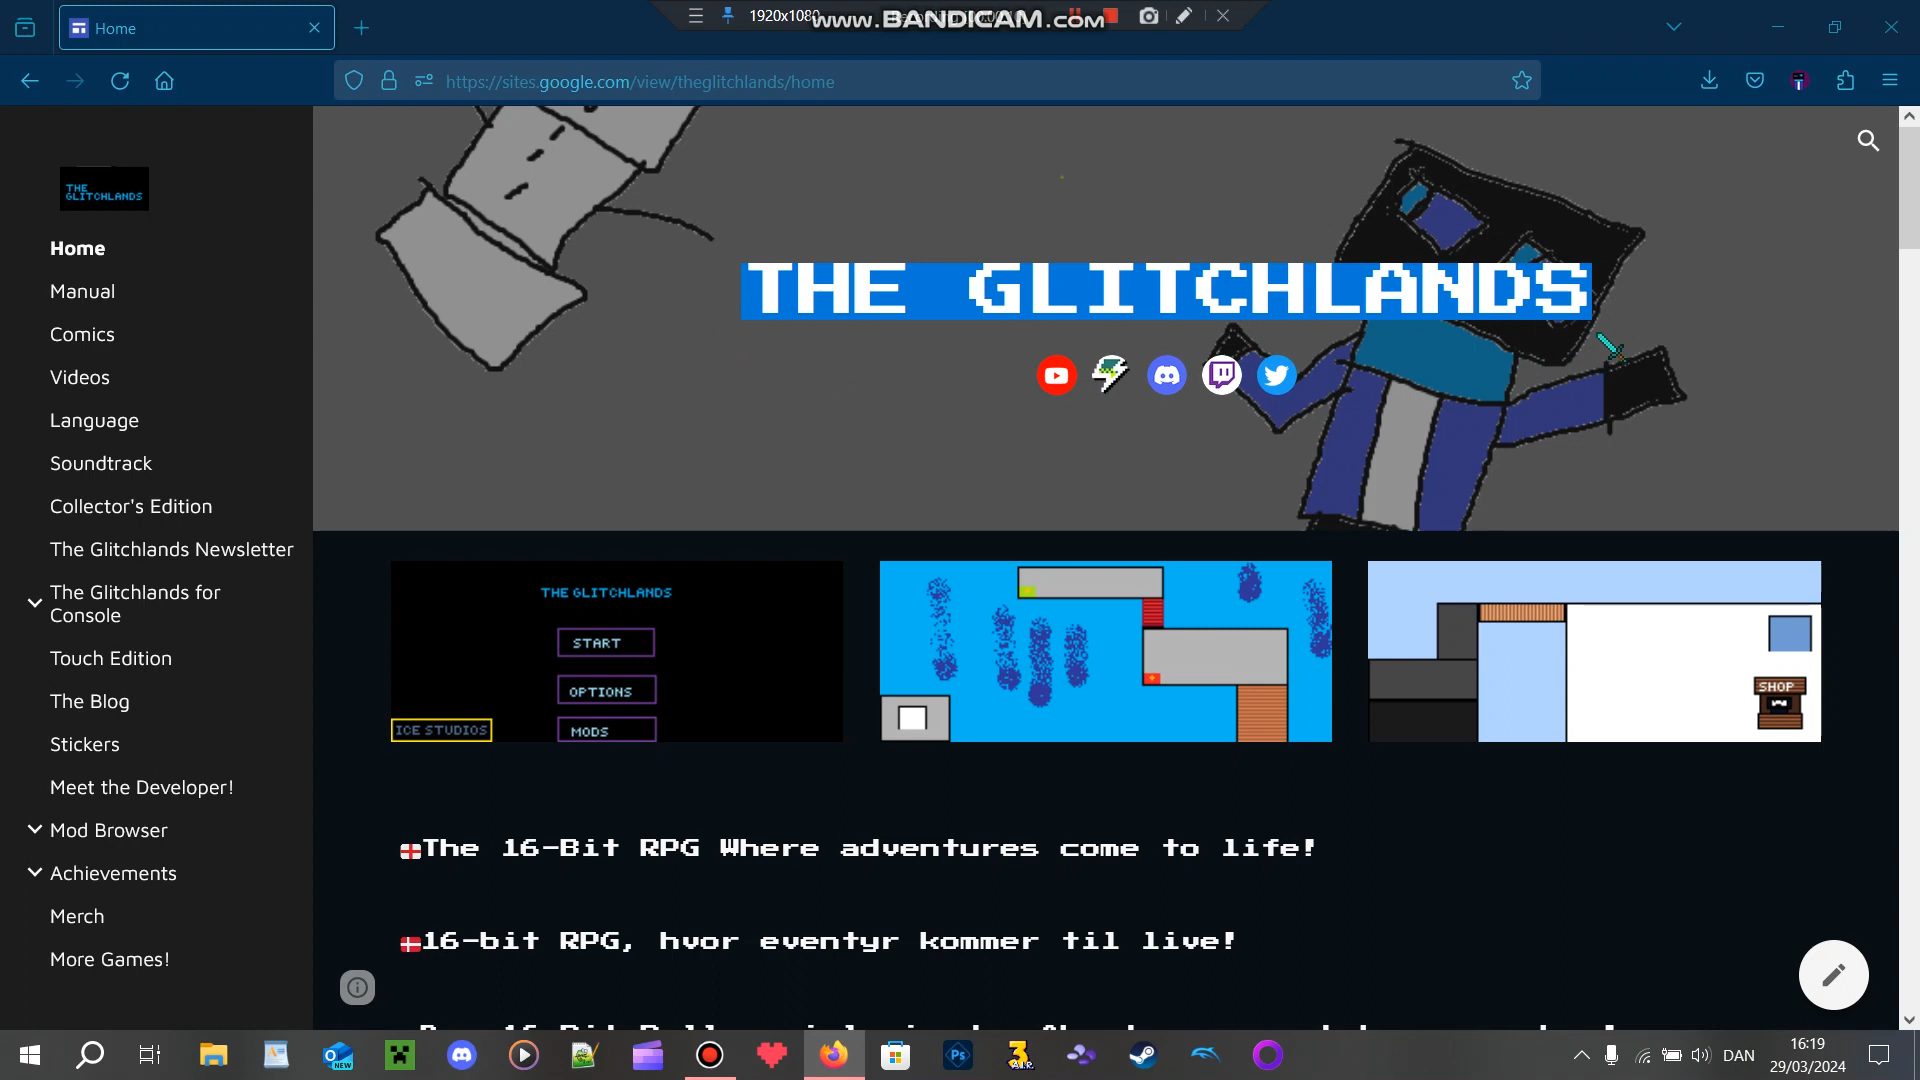 1920x1080
www.BANDICAM.com
Home
https://sites.google.com/view/theglitchlands/home
THE
GLITCHLANDS
Home
Manual
Comics
Videos
Language
Soundtrack
Collector's Edition
The Glitchlands Newsletter
The Glitchlands for
Console
Touch Edition
The Blog
Stickers
Meet the Developer!
Mod Browser
Achievements
Merch
More Games!
THE GLITCHLANDS
THE GLITCHLANDS
START
OPTIONS
MODS
ICE STUDIOS
SHOP
The 16-Bit RPG Where adventures come to life!
16-bit RPG, hvor eventyr kommer til live!
NEW
Ps
DAN
16:19
29/03/2024